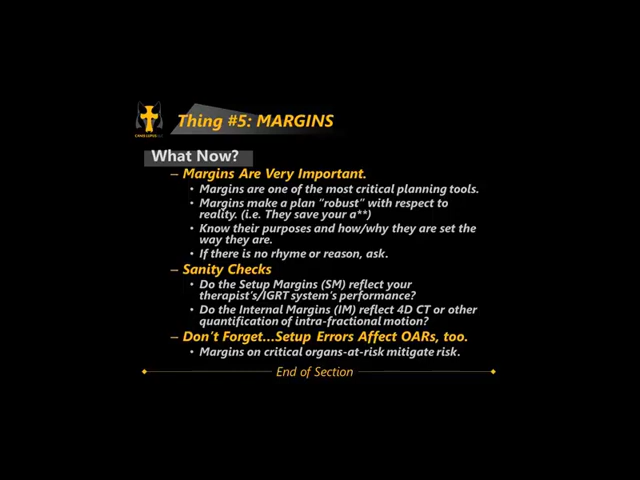 CANIS LUPUS LLC
Thing #5: MARGINS
What Now?
– Margins Are Very Important.
• Margins are one of the most critical planning tools.
• Margins make a plan “robust” with respect to
reality. (i.e. They save your a**)
• Know their purposes and how/why they are set the
way they are.
• If there is no rhyme or reason, ask.
– Sanity Checks
• Do the Setup Margins (SM) reflect your
therapist’s/IGRT system’s performance?
• Do the Internal Margins (IM) reflect 4D CT or other
quantification of intra-fractional motion?
– Don’t Forget…Setup Errors Affect OARs, too.
• Margins on critical organs-at-risk mitigate risk.
End of Section